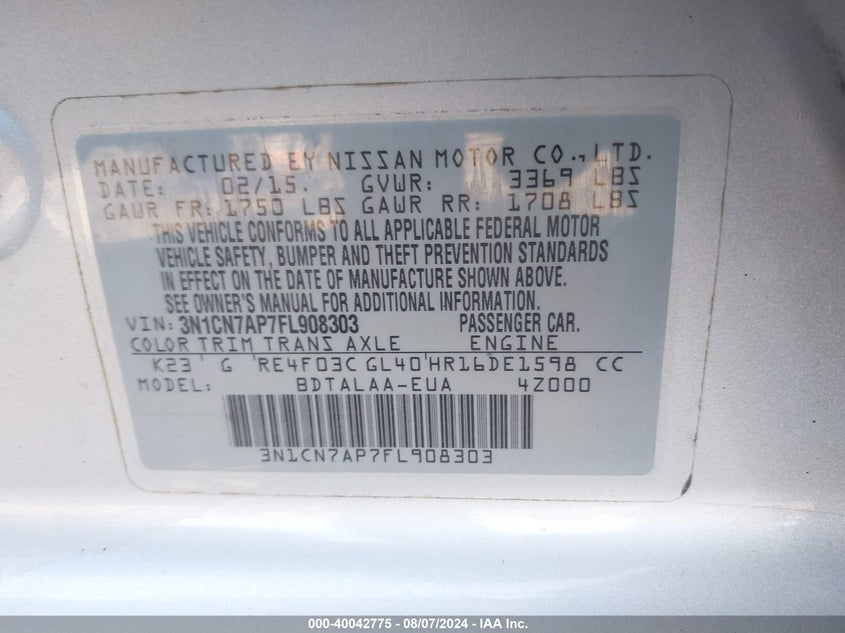 MANUFACTURED BY NISSAN MOTOR CO., LTD.
DATE: 02/15. GVWR: 3369 LBS
GAWR FR: 1750 LBS GAWR RR: 1708 LBS
THIS VEHICLE CONFORMS TO ALL APPLICABLE FEDERAL MOTOR
VEHICLE SAFETY, BUMPER AND THEFT PREVENTION STANDARDS
IN EFFECT ON THE DATE OF MANUFACTURE SHOWN ABOVE.
SEE OWNER'S MANUAL FOR ADDITIONAL INFORMATION.
VIN: 3N1CN7AP7FL908303 PASSENGER CAR.
COLOR TRIM TRANS AXLE ENGINE
K23 G RE4F03C GL40 HR16DE1598 CC
MODEL: BDTALAA-EUA 4Z000
3N1CN7AP7FL908303
000-40042775 - 08/07/2024 - IAA Inc.